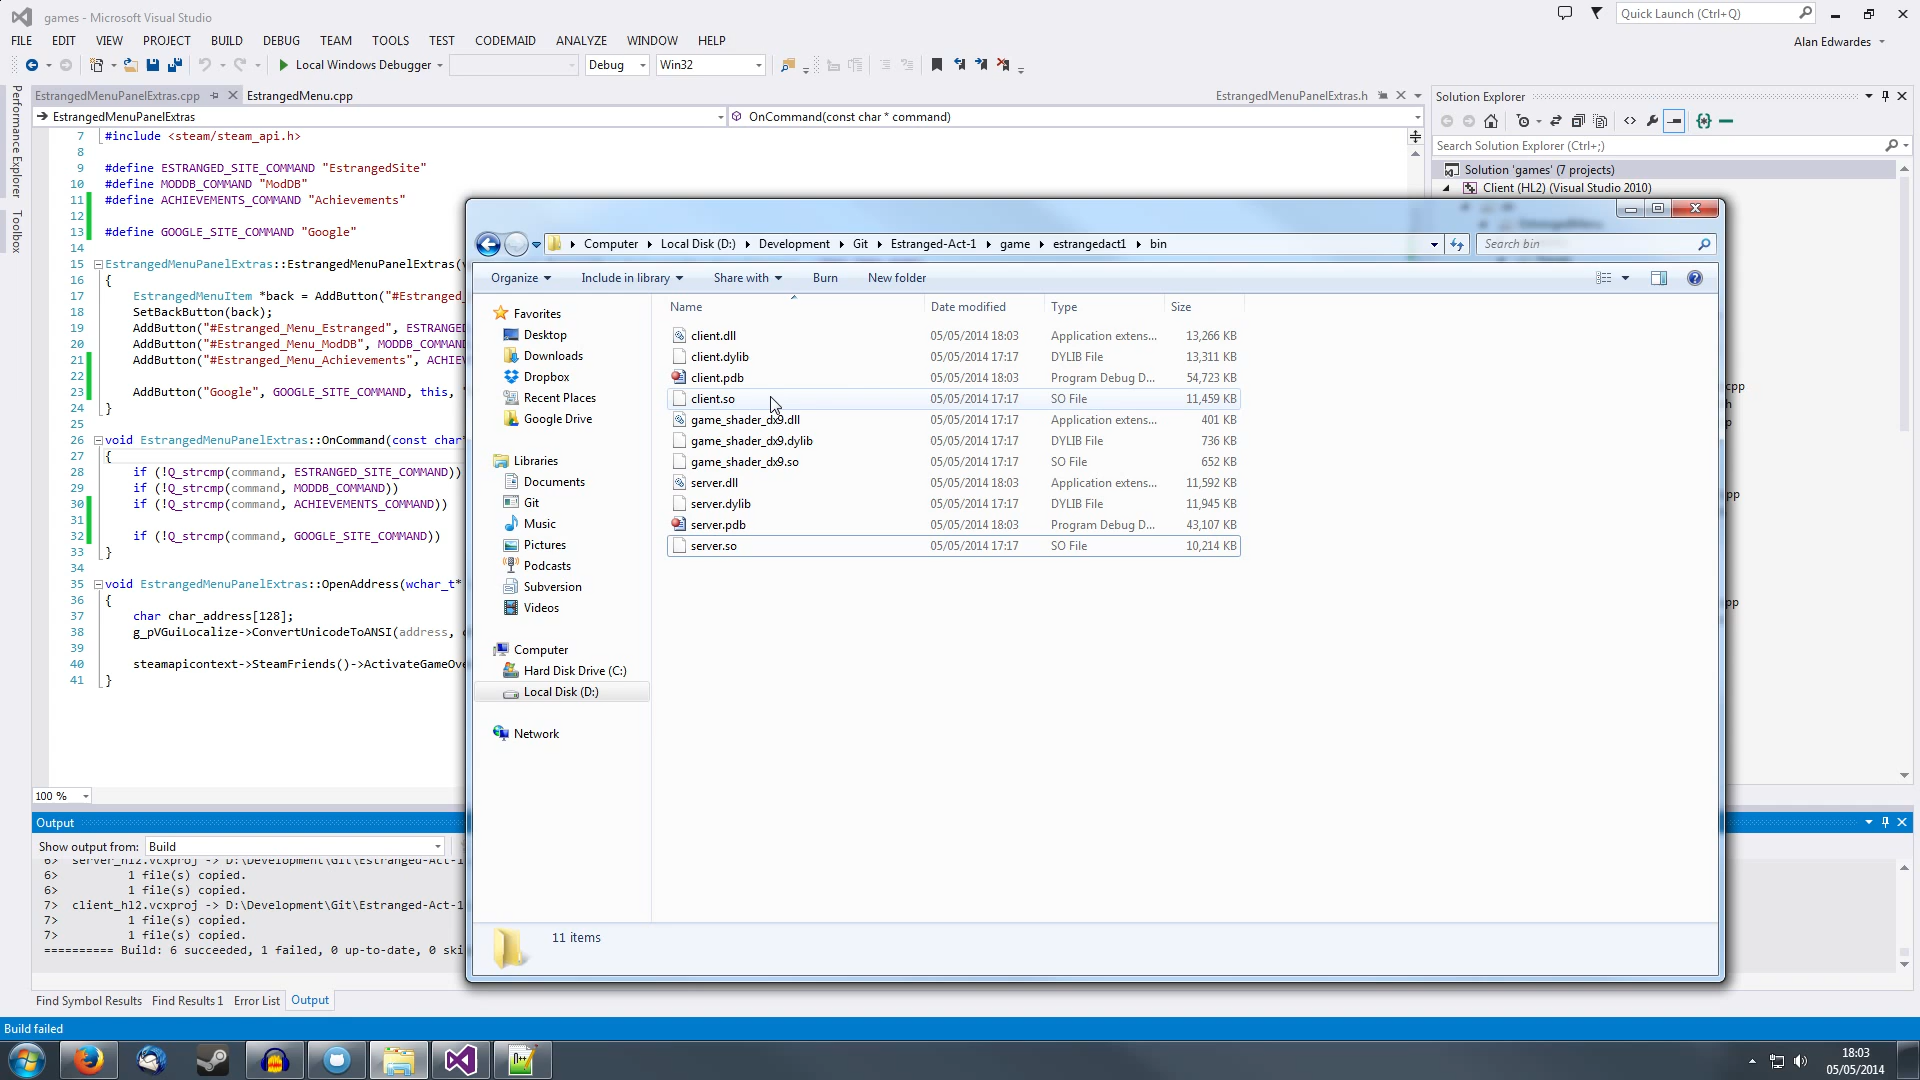 games - Microsoft Visual Studio
Quick Launch (Ctrl+Q)
FILE EDIT VIEW PROJECT BUILD DEBUG TEAM TOOLS TEST CODEMAID ANALYZE WINDOW HELP
Alan Edwardes
Local Windows Debugger
Debug
Win32
Performance Explorer
Toolbox
EstrangedMenuPanelExtras.cpp
EstrangedMenu.cpp
EstrangedMenuPanelExtras.h
EstrangedMenuPanelExtras
OnCommand(const char * command)
7 #include <steam/steam_api.h>
8
9 #define ESTRANGED_SITE_COMMAND "EstrangedSite"
10 #define MODDB_COMMAND "ModDB"
11 #define ACHIEVEMENTS_COMMAND "Achievements"
12
13 #define GOOGLE_SITE_COMMAND "Google"
14
15 EstrangedMenuPanelExtras::EstrangedMenuPanelExtras(
16 {
17 EstrangedMenuItem *back = AddButton("#Estranged_
18 SetBackButton(back);
19 AddButton("#Estranged_Menu_Estranged", ESTRANGED
20 AddButton("#Estranged_Menu_ModDB", MODDB_COMMAND
21 AddButton("#Estranged_Menu_Achievements", ACHIE
22
23 AddButton("Google", GOOGLE_SITE_COMMAND, this,
24 }
25
26 void EstrangedMenuPanelExtras::OnCommand(const char
27 {
28 if (!Q_strcmp(command, ESTRANGED_SITE_COMMAND))
29 if (!Q_strcmp(command, MODDB_COMMAND))
30 if (!Q_strcmp(command, ACHIEVEMENTS_COMMAND))
31
32 if (!Q_strcmp(command, GOOGLE_SITE_COMMAND))
33 }
34
35 void EstrangedMenuPanelExtras::OpenAddress(wchar_t*
36 {
37 char char_address[128];
38 g_pVGuiLocalize->ConvertUnicodeToANSI(address,
39
40 steamapicontext->SteamFriends()->ActivateGameOve
41 }
100 %
Solution Explorer
Search Solution Explorer (Ctrl+;)
Solution 'games' (7 projects)
Client (HL2) (Visual Studio 2010)
Computer Local Disk (D:) Development Git Estranged-Act-1 game estrangedact1 bin
Search bin
Organize Include in library Share with Burn New folder
Favorites
Desktop
Downloads
Dropbox
Recent Places
Google Drive
Libraries
Documents
Git
Music
Pictures
Podcasts
Subversion
Videos
Computer
Hard Disk Drive (C:)
Local Disk (D:)
Network
Name Date modified Type Size
client.dll 05/05/2014 18:03 Application extens... 13,266 KB
client.dylib 05/05/2014 17:17 DYLIB File 13,311 KB
client.pdb 05/05/2014 18:03 Program Debug D... 54,723 KB
client.so 05/05/2014 17:17 SO File 11,459 KB
game_shader_dx9.dll 05/05/2014 17:17 Application extens... 401 KB
game_shader_dx9.dylib 05/05/2014 17:17 DYLIB File 736 KB
game_shader_dx9.so 05/05/2014 17:17 SO File 652 KB
server.dll 05/05/2014 18:03 Application extens... 11,592 KB
server.dylib 05/05/2014 17:17 DYLIB File 11,945 KB
server.pdb 05/05/2014 18:03 Program Debug D... 43,107 KB
server.so 05/05/2014 17:17 SO File 10,214 KB
11 items
cpp
h
p
pp
cpp
pp
Output
Show output from: Build
6> server_hl2.vcxproj -> D:\Development\Git\Estranged-Act-1
6> 1 file(s) copied.
6> 1 file(s) copied.
7> client_hl2.vcxproj -> D:\Development\Git\Estranged-Act-1
7> 1 file(s) copied.
7> 1 file(s) copied.
========== Build: 6 succeeded, 1 failed, 0 up-to-date, 0 ski
Find Symbol Results Find Results 1 Error List Output
Build failed
18:03
05/05/2014